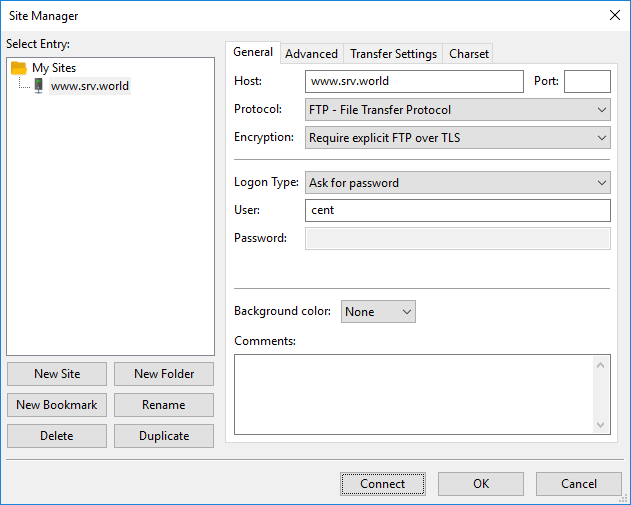 Site Manager
Select Entry:
My Sites
www.srv.world
New Site
New Folder
New Bookmark
Rename
Delete
Duplicate
General
Advanced
Transfer Settings
Charset
Host:
www.srv.world
Port:
Protocol:
FTP - File Transfer Protocol
Encryption:
Require explicit FTP over TLS
Logon Type:
Ask for password
User:
cent
Password:
Background color:
None
Comments:
Connect
OK
Cancel